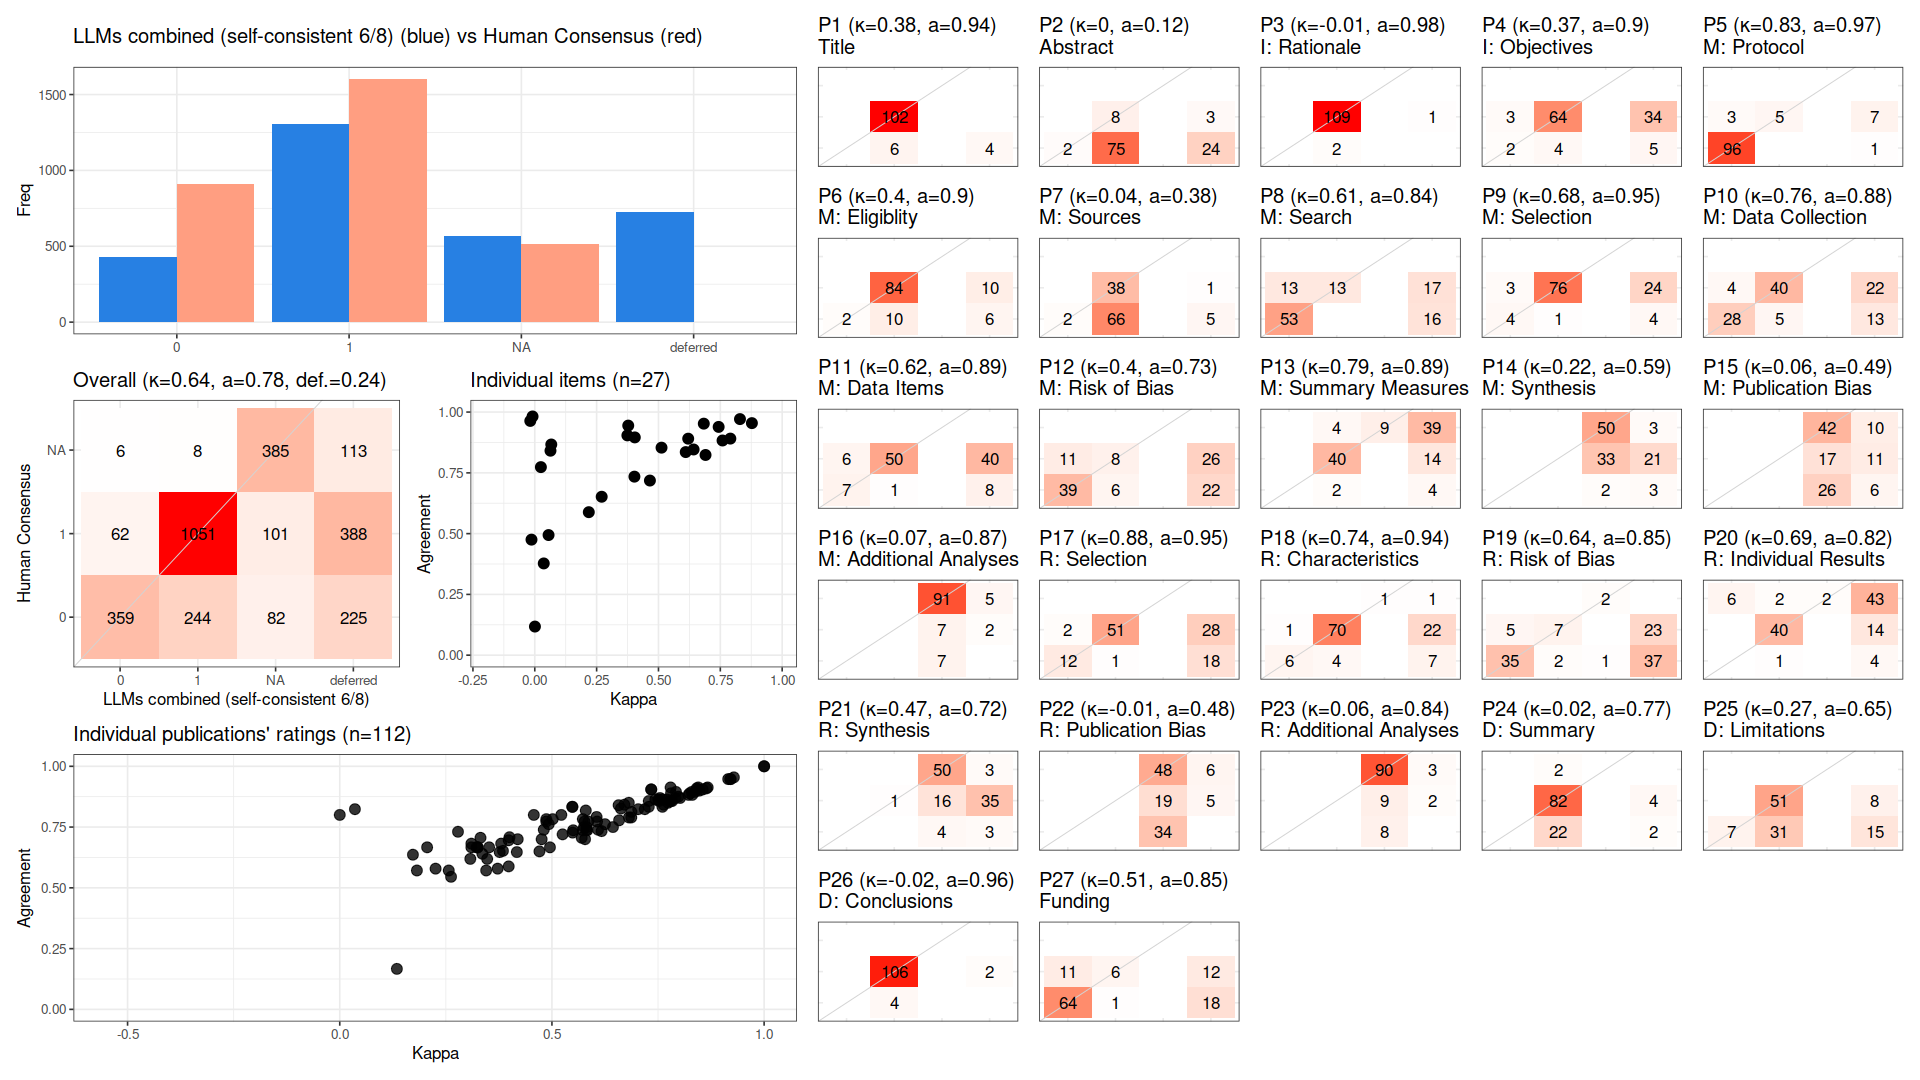 LLMs combined (self-consistent 6/8) (blue) vs Human Consensus (red)
Freq
1500
1000
500
0
0 1 NA deferred
Overall (κ=0.64, a=0.78, def.=0.24)
Human Consensus
NA 6 8 385 113
1 62 1051 101 388
0 359 244 82 225
0 1 NA deferred
LLMs combined (self-consistent 6/8)
Individual items (n=27)
Agreement
1.00
0.75
0.50
0.25
0.00
-0.25 0.00 0.25 0.50 0.75 1.00
Kappa
Individual publications' ratings (n=112)
Agreement
1.00
0.75
0.50
0.25
0.00
-0.5 0.0 0.5 1.0
Kappa
P1 (κ=0.38, a=0.94)
Title
102
6 4
P2 (κ=0, a=0.12)
Abstract
8 3
2 75 24
P3 (κ=-0.01, a=0.98)
I: Rationale
109 1
2
P4 (κ=0.37, a=0.9)
I: Objectives
3 64 34
2 4 5
P5 (κ=0.83, a=0.97)
M: Protocol
3 5 7
96 1
P6 (κ=0.4, a=0.9)
M: Eligiblity
84 10
2 10 6
P7 (κ=0.04, a=0.38)
M: Sources
38 1
2 66 5
P8 (κ=0.61, a=0.84)
M: Search
13 13 17
53 16
P9 (κ=0.68, a=0.95)
M: Selection
3 76 24
4 1 4
P10 (κ=0.76, a=0.88)
M: Data Collection
4 40 22
28 5 13
P11 (κ=0.62, a=0.89)
M: Data Items
6 50 40
7 1 8
P12 (κ=0.4, a=0.73)
M: Risk of Bias
11 8 26
39 6 22
P13 (κ=0.79, a=0.89)
M: Summary Measures
4 9 39
40 14
2 4
P14 (κ=0.22, a=0.59)
M: Synthesis
50 3
33 21
2 3
P15 (κ=0.06, a=0.49)
M: Publication Bias
42 10
17 11
26 6
P16 (κ=0.07, a=0.87)
M: Additional Analyses
91 5
7 2
7
P17 (κ=0.88, a=0.95)
R: Selection
2 51 28
12 1 18
P18 (κ=0.74, a=0.94)
R: Characteristics
1 1
1 70 22
6 4 7
P19 (κ=0.64, a=0.85)
R: Risk of Bias
2
5 7 23
35 2 1 37
P20 (κ=0.69, a=0.82)
R: Individual Results
6 2 2 43
40 14
1 4
P21 (κ=0.47, a=0.72)
R: Synthesis
50 3
1 16 35
4 3
P22 (κ=-0.01, a=0.48)
R: Publication Bias
48 6
19 5
34
P23 (κ=0.06, a=0.84)
R: Additional Analyses
90 3
9 2
8
P24 (κ=0.02, a=0.77)
D: Summary
2
82 4
22 2
P25 (κ=0.27, a=0.65)
D: Limitations
51 8
7 31 15
P26 (κ=-0.02, a=0.96)
D: Conclusions
106 2
4
P27 (κ=0.51, a=0.85)
Funding
11 6 12
64 1 18